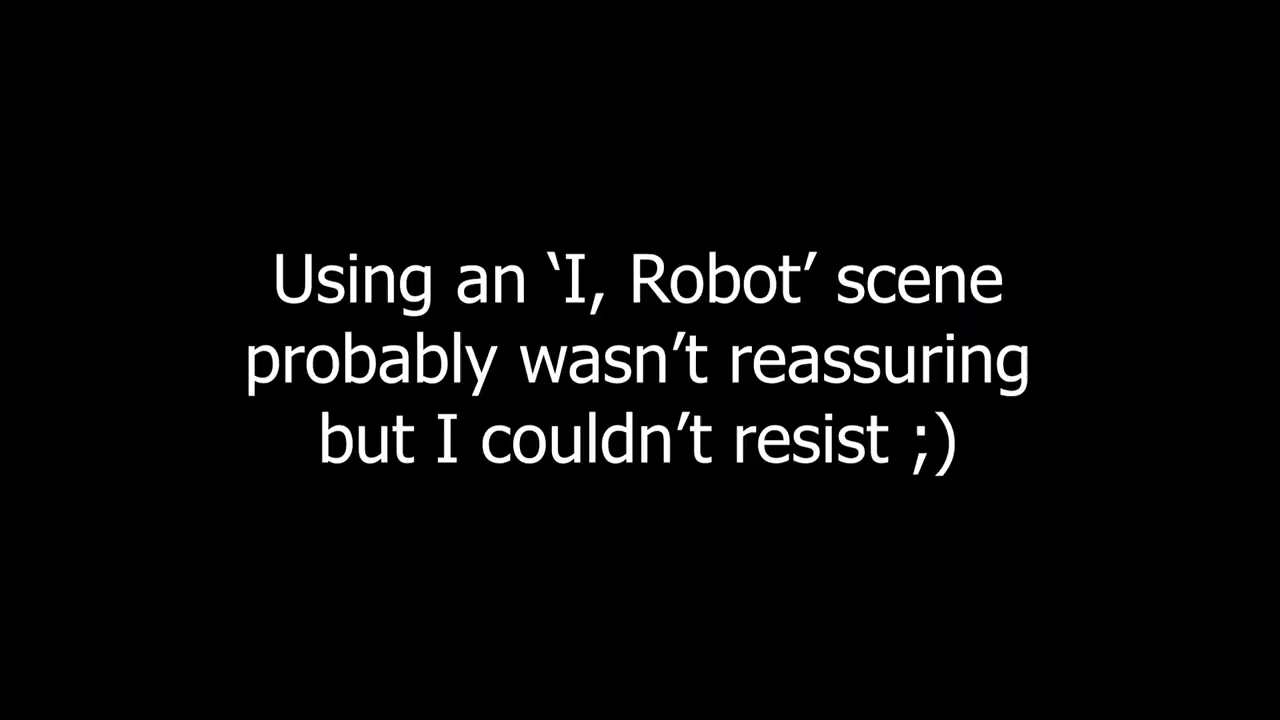 Using an ‘I, Robot’ scene
probably wasn’t reassuring
but I couldn’t resist ;)